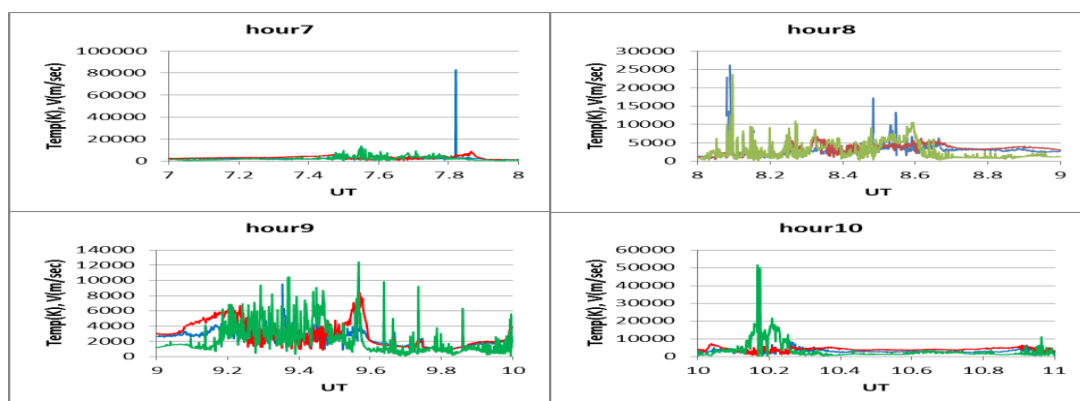 hour7
Temp(K), V(m/sec)
100000
80000
60000
40000
20000
0
7 7.2 7.4 7.6 7.8 8
UT
hour8
Temp(K), V(m/sec)
30000
25000
20000
15000
10000
5000
0
8 8.2 8.4 8.6 8.8 9
UT
hour9
Temp(K), V(m/sec)
14000
12000
10000
8000
6000
4000
2000
0
9 9.2 9.4 9.6 9.8 10
UT
hour10
Temp(K), V(m/sec)
60000
50000
40000
30000
20000
10000
0
10 10.2 10.4 10.6 10.8 11
UT